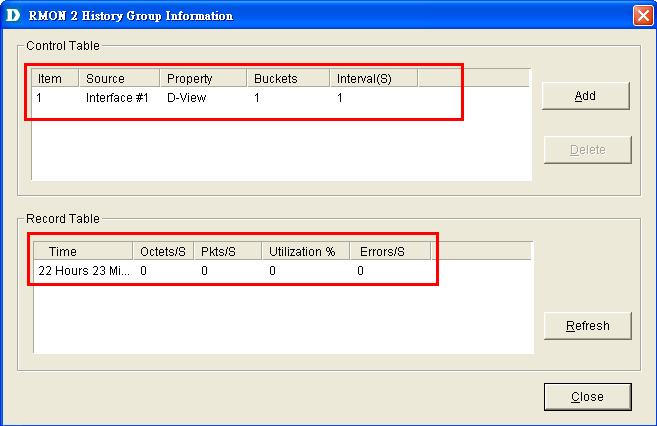 D RMON 2 History Group Information
Control Table
Item Source Property Buckets Interval(S)
1 Interface #1 D-View 1 1
Add
Delete
Record Table
Time Octets/S Pkts/S Utilization % Errors/S
22 Hours 23 Mi... 0 0 0 0
Refresh
Close